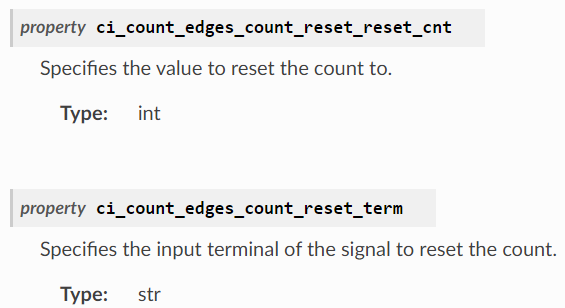 property ci_count_edges_count_reset_reset_cnt
Specifies the value to reset the count to.
Type: int
property ci_count_edges_count_reset_term
Specifies the input terminal of the signal to reset the count.
Type: str